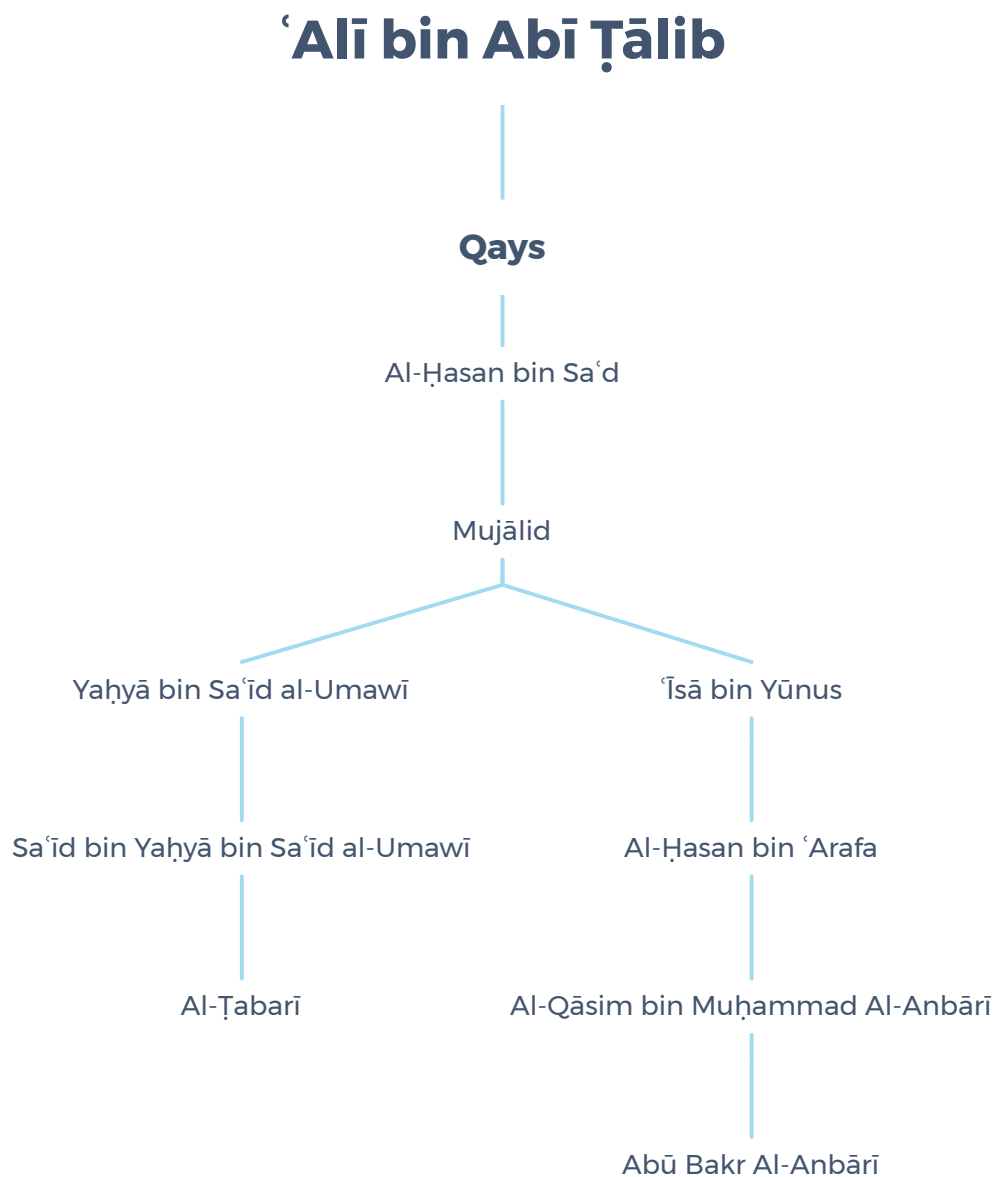 ʿAlī bin Abī Ṭālib
Qays
Al-Ḥasan bin Saʿd
Mujālid
Yaḥyā bin Saʿīd al-Umawī
ʿĪsā bin Yūnus
Saʿīd bin Yaḥyā bin Saʿīd al-Umawī
Al-Ḥasan bin ʿArafa
Al-Ṭabarī
Al-Qāsim bin Muḥammad Al-Anbārī
Abū Bakr Al-Anbārī